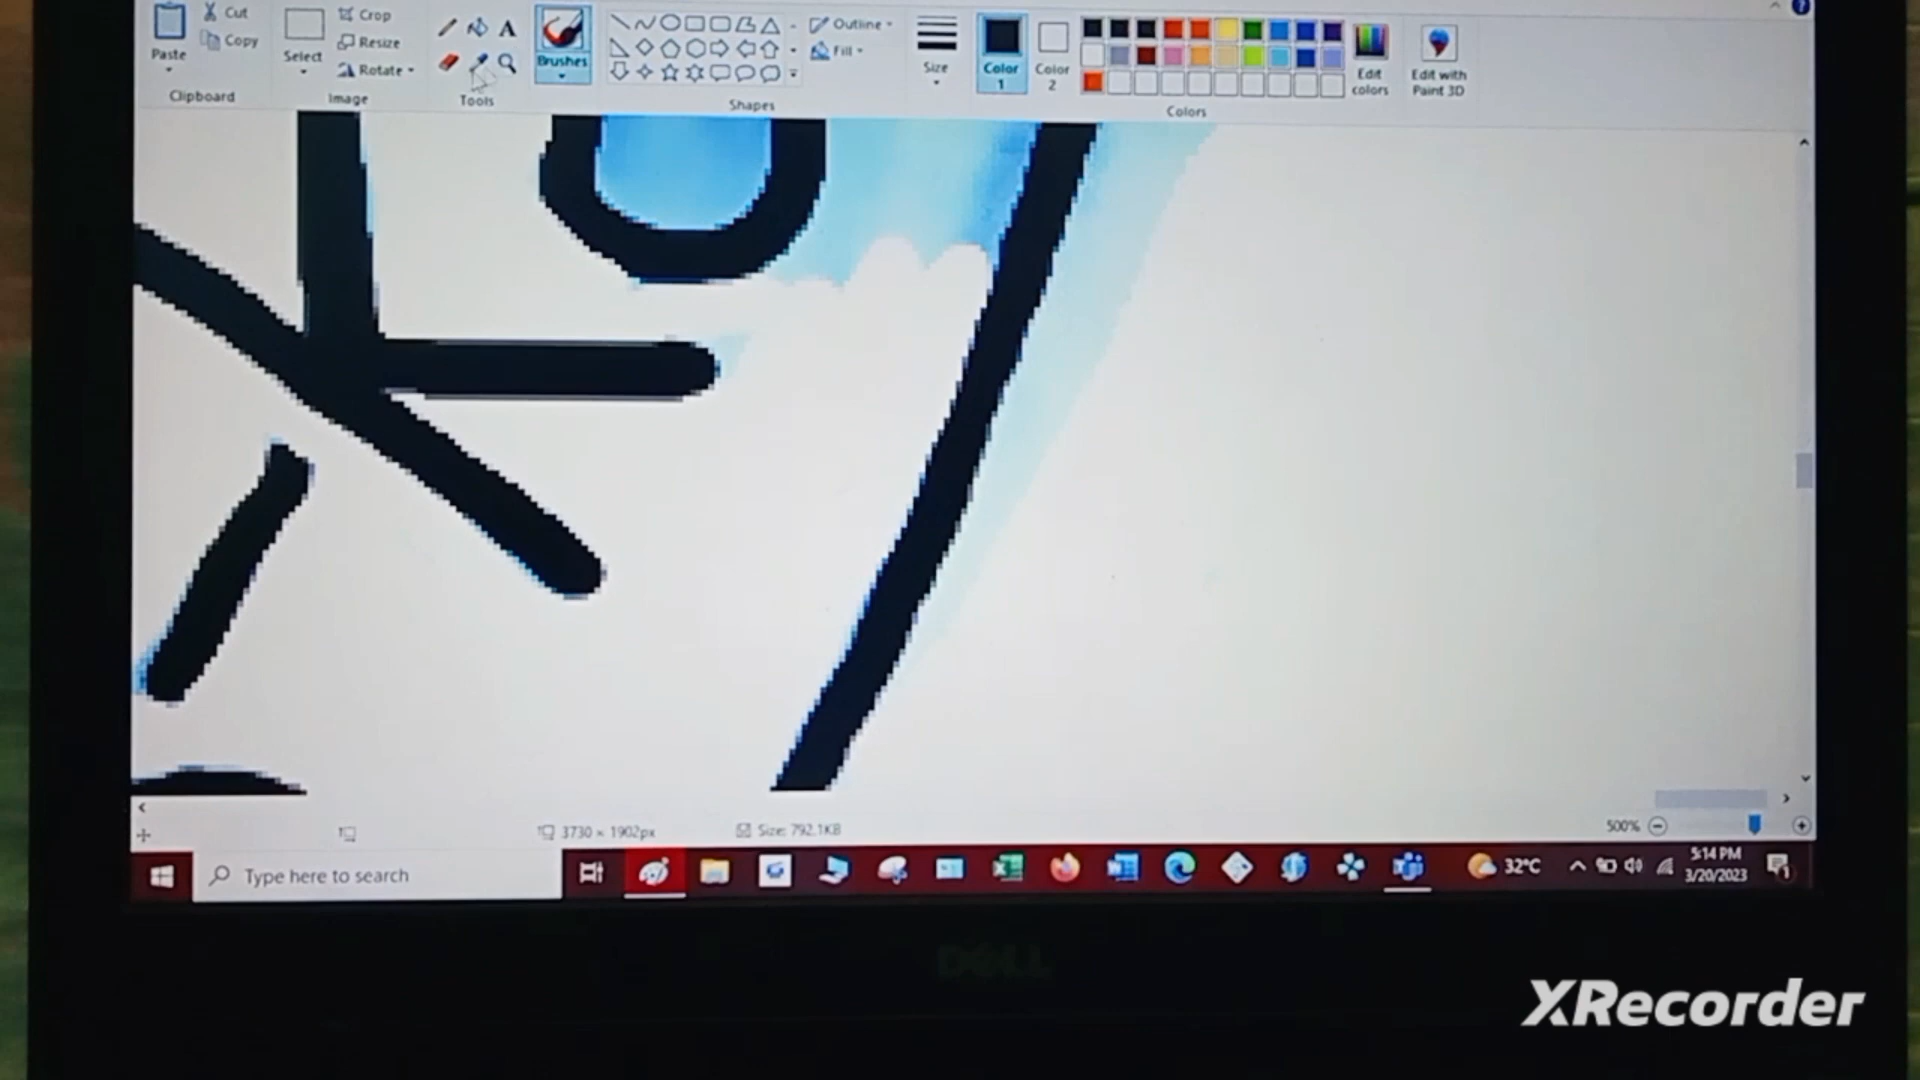 Paste
Cut
Copy
Clipboard
Select
Crop
Resize
Rotate
Image
A
Tools
Brushes
Shapes
Outline
Fill
Size
Color 1
Color 2
Colors
Edit colors
Edit with Paint 3D
3730 × 1902px
Size: 792.1KB
500%
Type here to search
32°C
5:14 PM
3/20/2023
1
DELL
XRecorder